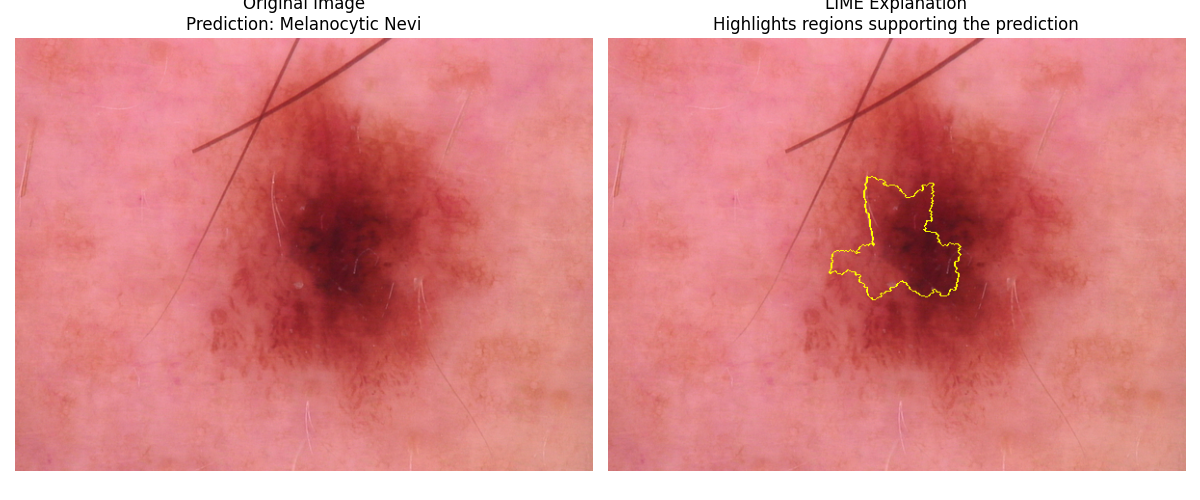 Original Image
Prediction: Melanocytic Nevi
LIME Explanation
Highlights regions supporting the prediction